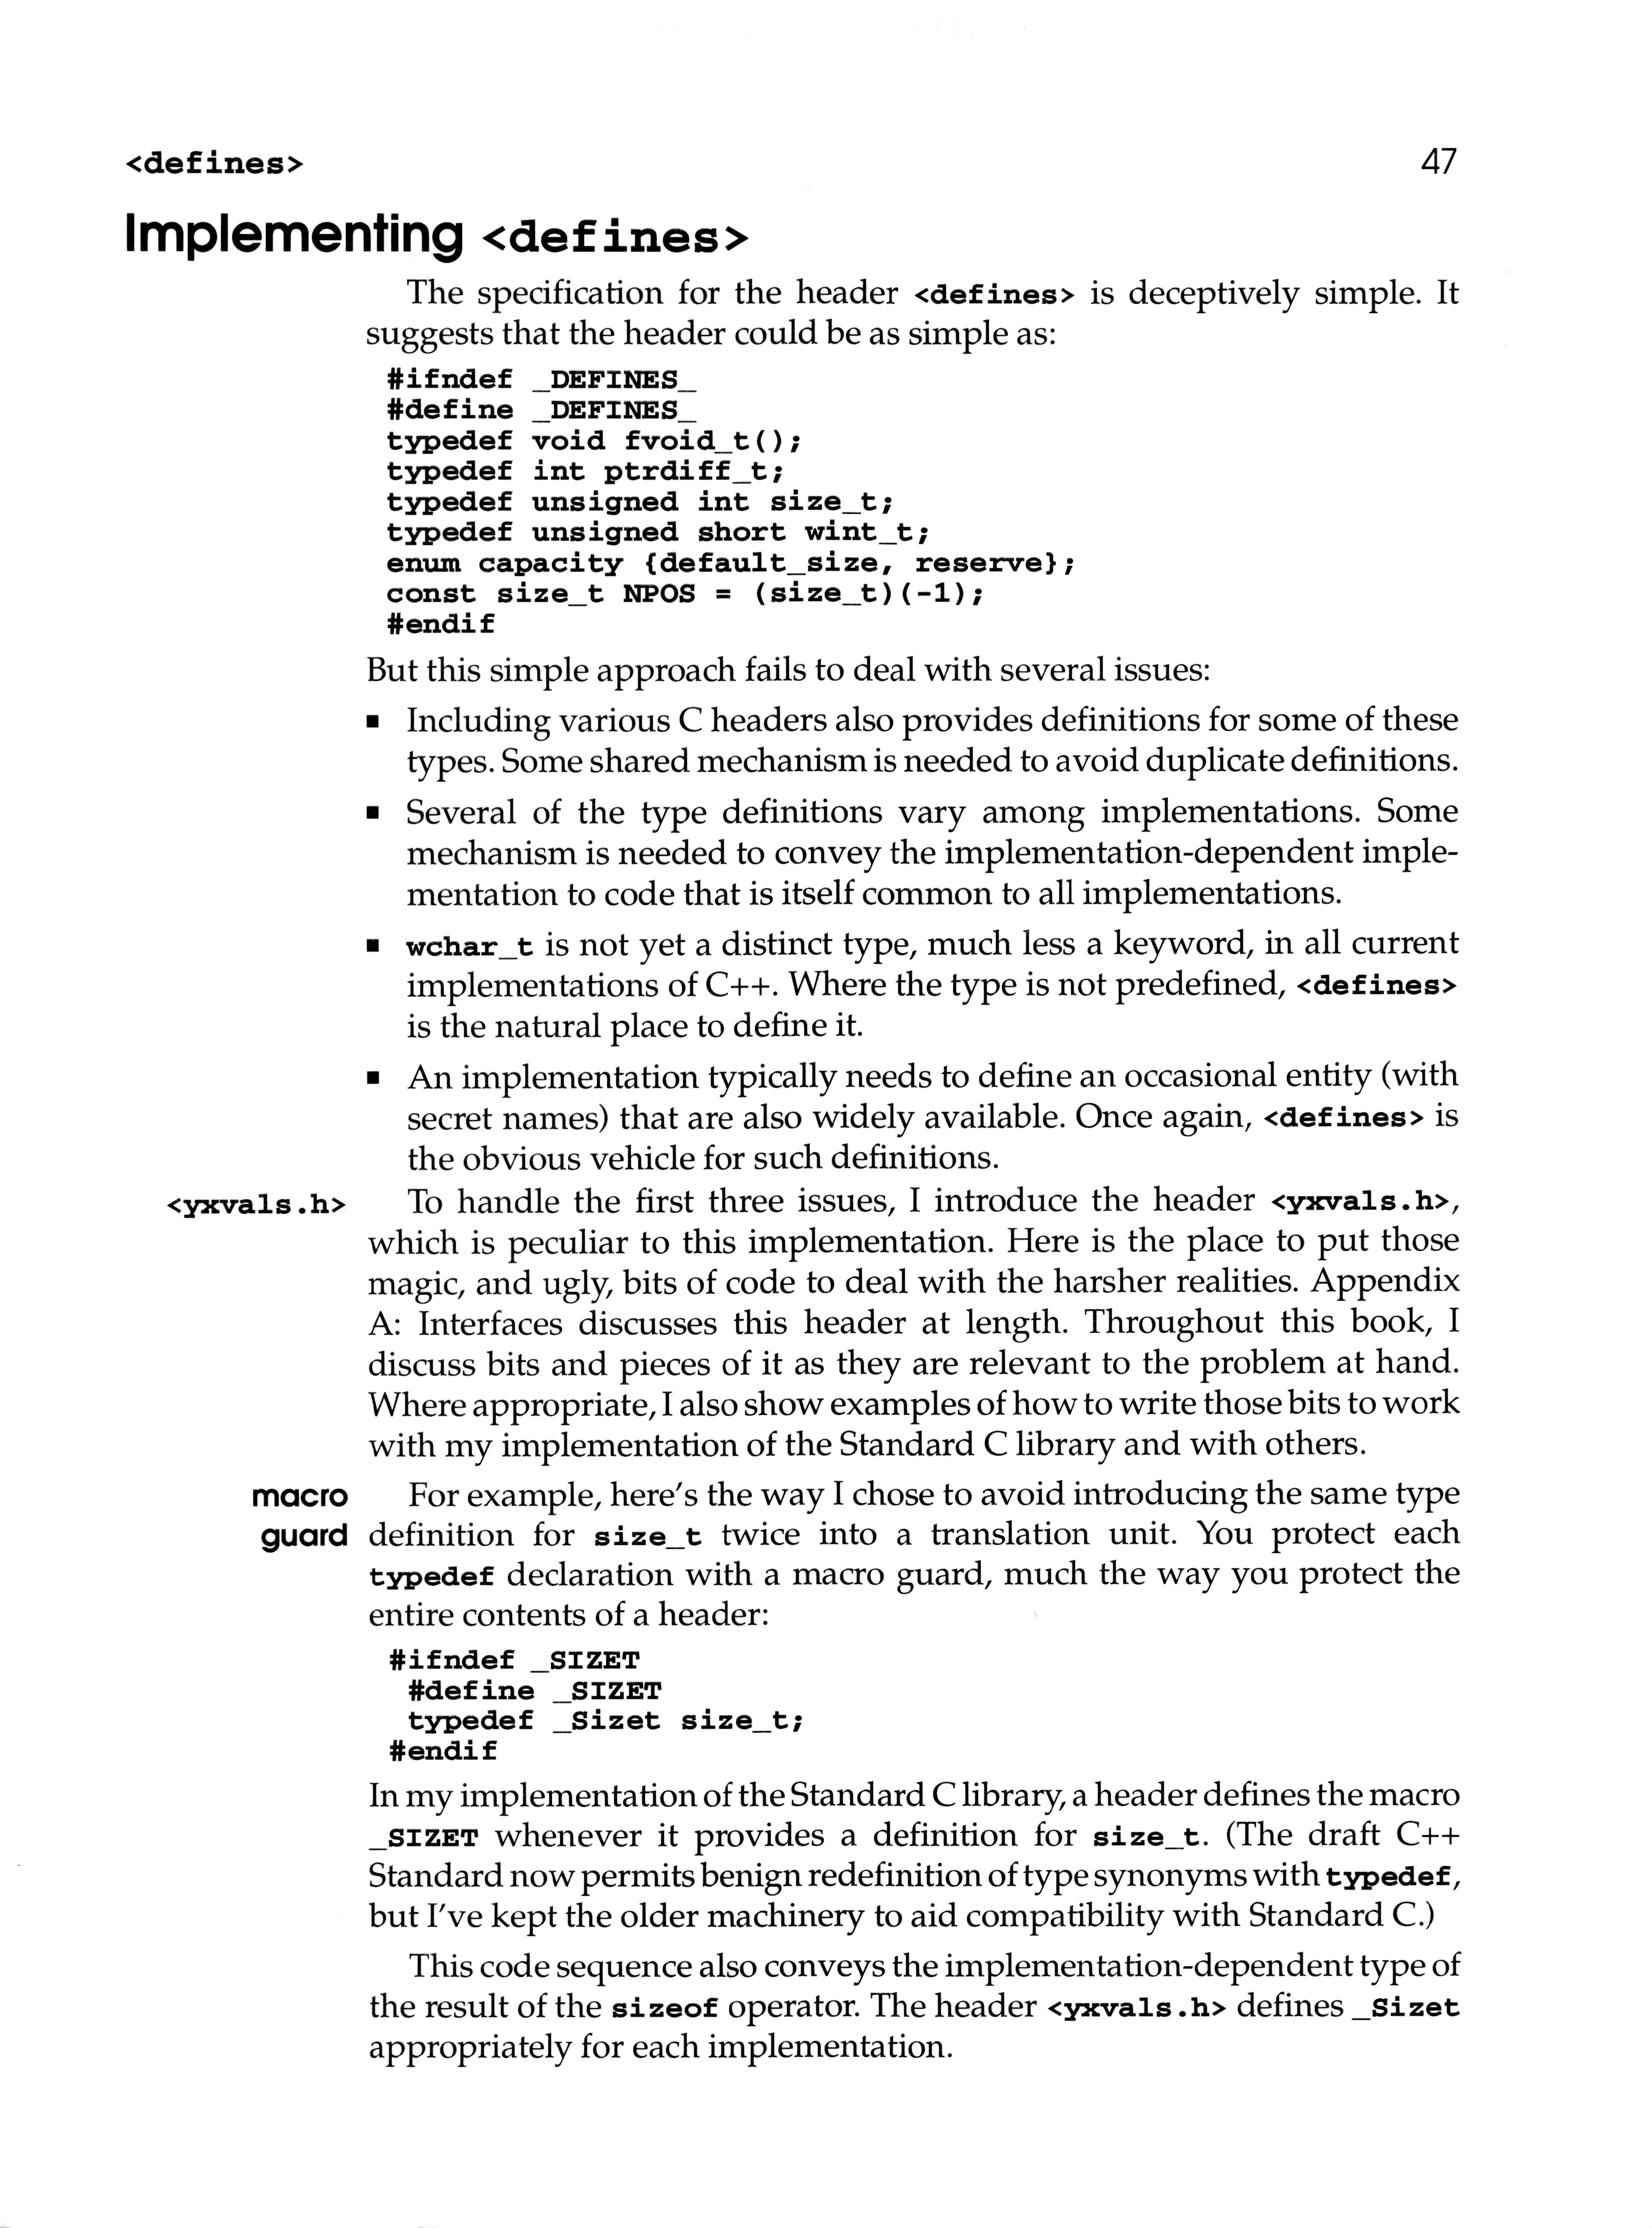 <defines> 47
Implementing <defines>
The specification for the header <defines> is deceptively simple. It
suggests that the header could be as simple as:
#ifndef _DEFINES_
#define _DEFINES_
typedef void fvoid_t();
typedef int ptrdiff_t;
typedef unsigned int size_t;
typedef unsigned short wint_t;
enum capacity {default_size, reserve};
const size_t NPOS = (size_t)(-1);
#endif
But this simple approach fails to deal with several issues:
▪ Including various C headers also provides definitions for some of these
types. Some shared mechanism is needed to avoid duplicate definitions.
▪ Several of the type definitions vary among implementations. Some
mechanism is needed to convey the implementation-dependent imple-
mentation to code that is itself common to all implementations.
▪ wchar_t is not yet a distinct type, much less a keyword, in all current
implementations of C++. Where the type is not predefined, <defines>
is the natural place to define it.
▪ An implementation typically needs to define an occasional entity (with
secret names) that are also widely available. Once again, <defines> is
the obvious vehicle for such definitions.
<yxvals.h> To handle the first three issues, I introduce the header <yxvals.h>,
which is peculiar to this implementation. Here is the place to put those
magic, and ugly, bits of code to deal with the harsher realities. Appendix
A: Interfaces discusses this header at length. Throughout this book, I
discuss bits and pieces of it as they are relevant to the problem at hand.
Where appropriate, I also show examples of how to write those bits to work
with my implementation of the Standard C library and with others.
macro For example, here's the way I chose to avoid introducing the same type
guard definition for size_t twice into a translation unit. You protect each
typedef declaration with a macro guard, much the way you protect the
entire contents of a header:
#ifndef _SIZET
#define _SIZET
typedef _Sizet size_t;
#endif
In my implementation of the Standard C library, a header defines the macro
_SIZET whenever it provides a definition for size_t. (The draft C++
Standard now permits benign redefinition of type synonyms with typedef,
but I've kept the older machinery to aid compatibility with Standard C.)
This code sequence also conveys the implementation-dependent type of
the result of the sizeof operator. The header <yxvals.h> defines _Sizet
appropriately for each implementation.